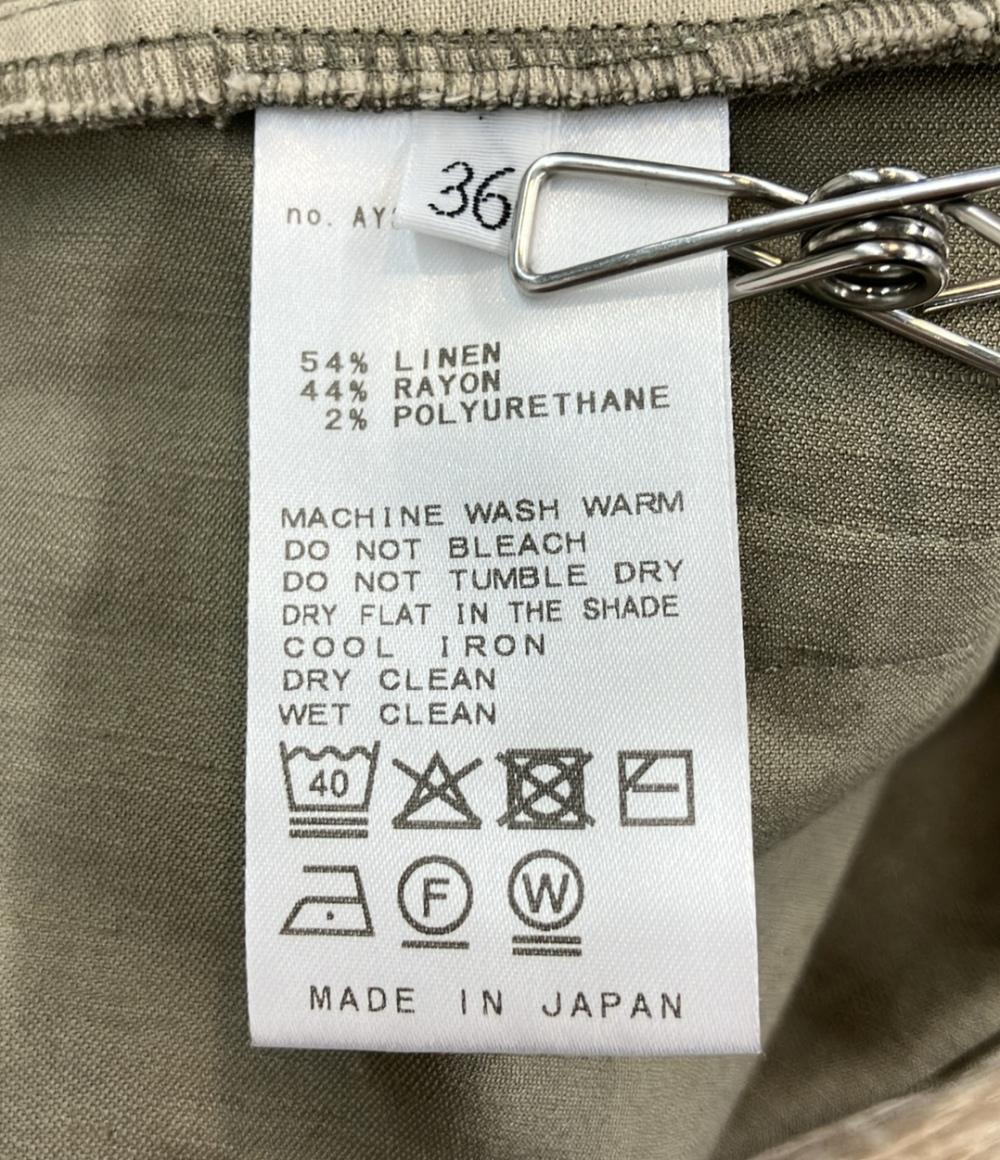 36
no. AY
54% LINEN
44% RAYON
2% POLYURETHANE
MACHINE WASH WARM
DO NOT BLEACH
DO NOT TUMBLE DRY
DRY FLAT IN THE SHADE
COOL IRON
DRY CLEAN
WET CLEAN
40
F
W
MADE IN JAPAN